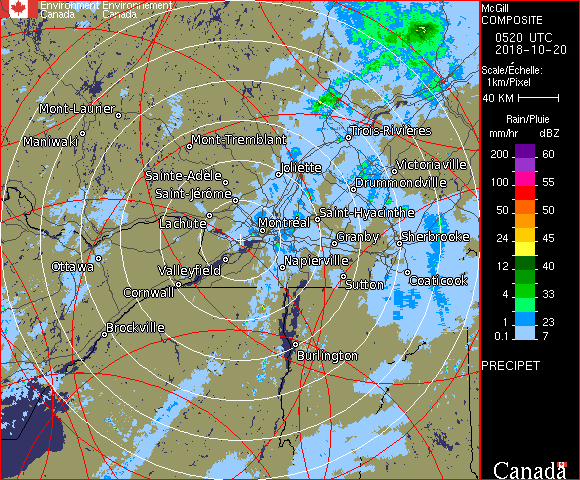 Environment Environnement
Canada Canada
McGill
COMPOSITE
0520 UTC
2018-10-20
Scale/Échelle:
1km/Pixel
40 KM
Rain/Pluie
mm/hr dBZ
200 60
100 55
50 50
24 45
12 40
4 33
1 23
0.1 7
PRECIPET
Canada
Mont-Laurier
Maniwaki
Mont-Tremblant
Trois-Rivières
Sainte-Adèle
Joliette
Victoriaville
Saint-Jérôme
Drummondville
Lachute
Montréal
Saint-Hyacinthe
Granby
Sherbrooke
Ottawa
Valleyfield
Napierville
Cornwall
Sutton
Coaticook
Brockville
Burlington